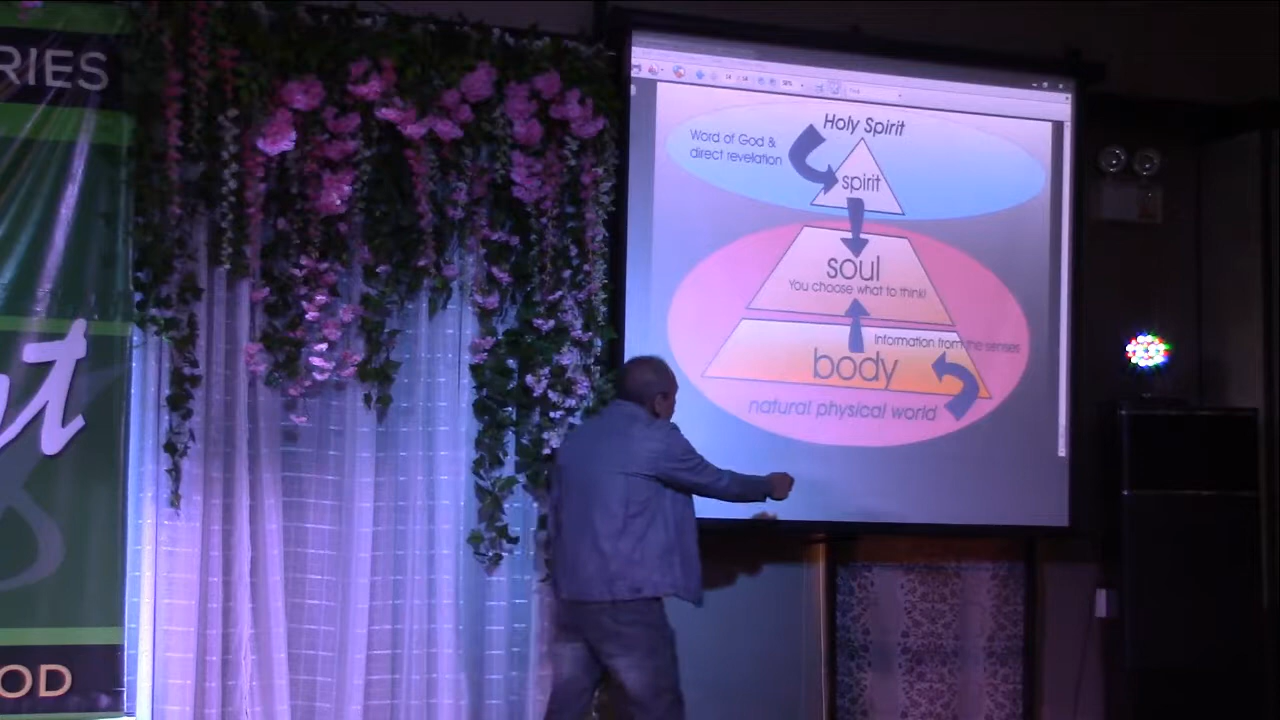 RIES
OD
Holy Spirit
Word of God &
direct revelation
spirit
soul
You choose what to think!
Information from the senses
body
natural physical world